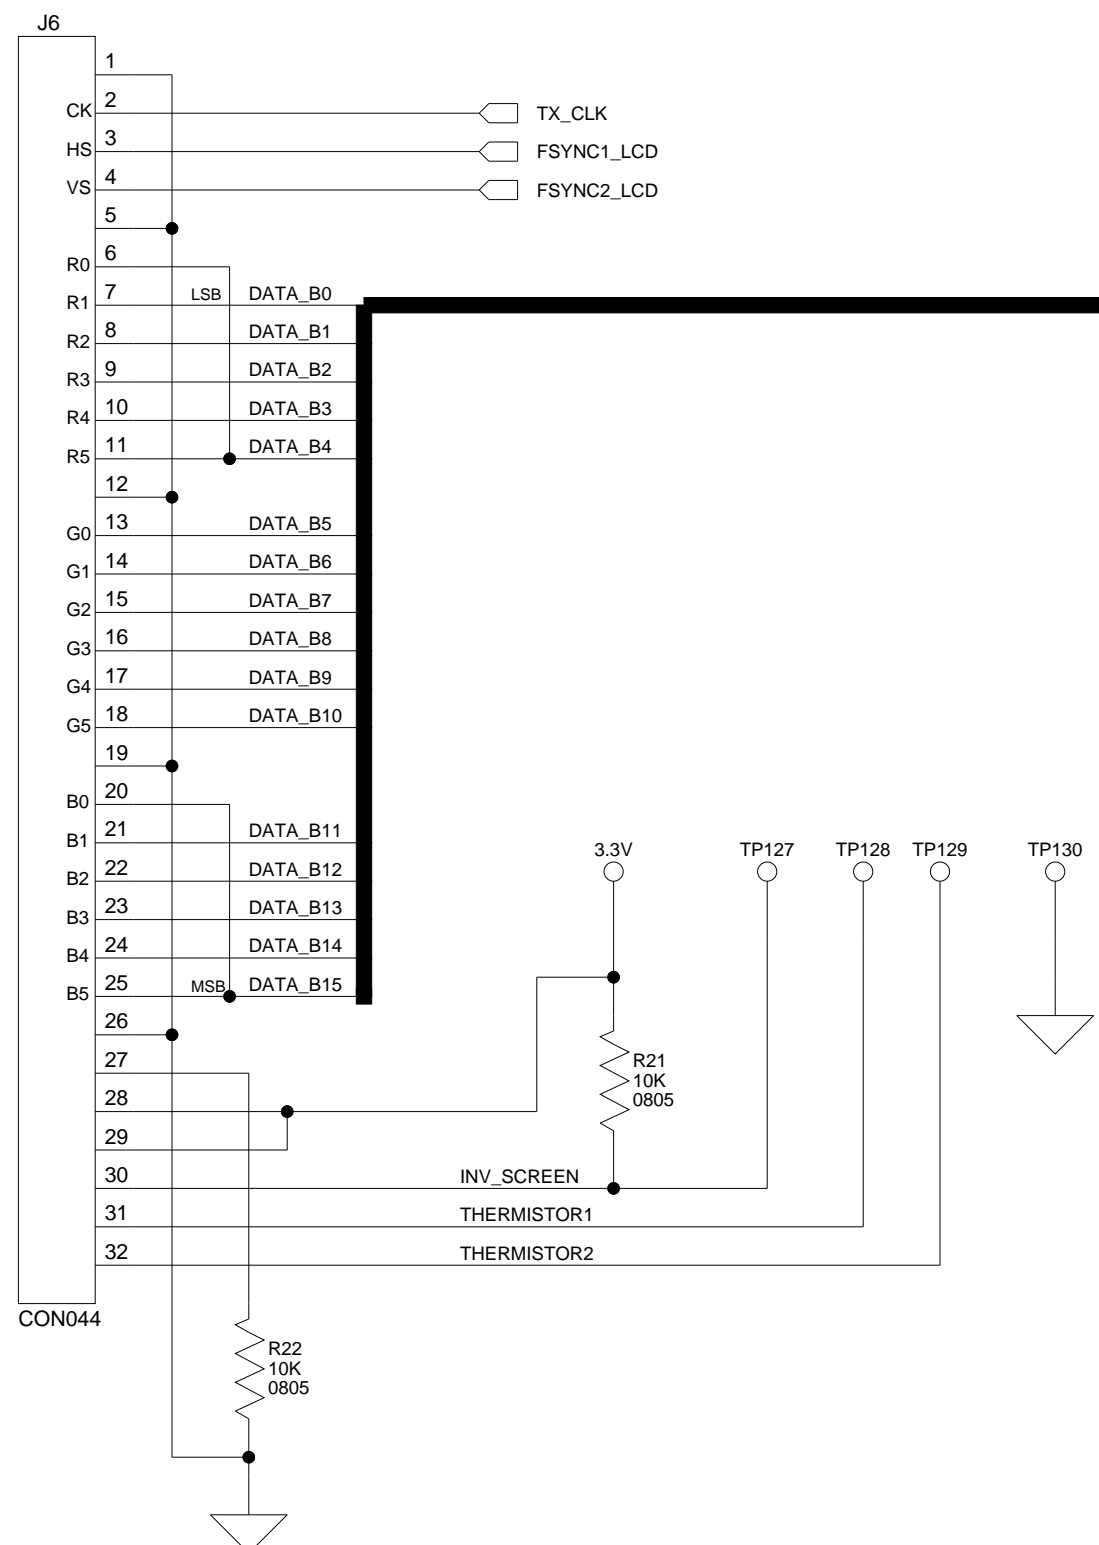 J6
1
CK 2 TX_CLK
HS 3 FSYNC1_LCD
VS 4 FSYNC2_LCD
5
R0 6
R1 7 LSB DATA_B0
R2 8 DATA_B1
R3 9 DATA_B2
R4 10 DATA_B3
R5 11 DATA_B4
12
G0 13 DATA_B5
G1 14 DATA_B6
G2 15 DATA_B7
G3 16 DATA_B8
G4 17 DATA_B9
G5 18 DATA_B10
19
B0 20
B1 21 DATA_B11
B2 22 DATA_B12
B3 23 DATA_B13
B4 24 DATA_B14
B5 25 MSB DATA_B15
26
27
28
29
30 INV_SCREEN
31 THERMISTOR1
32 THERMISTOR2
CON044
3.3V TP127 TP128 TP129 TP130
R21
10K
0805
R22
10K
0805